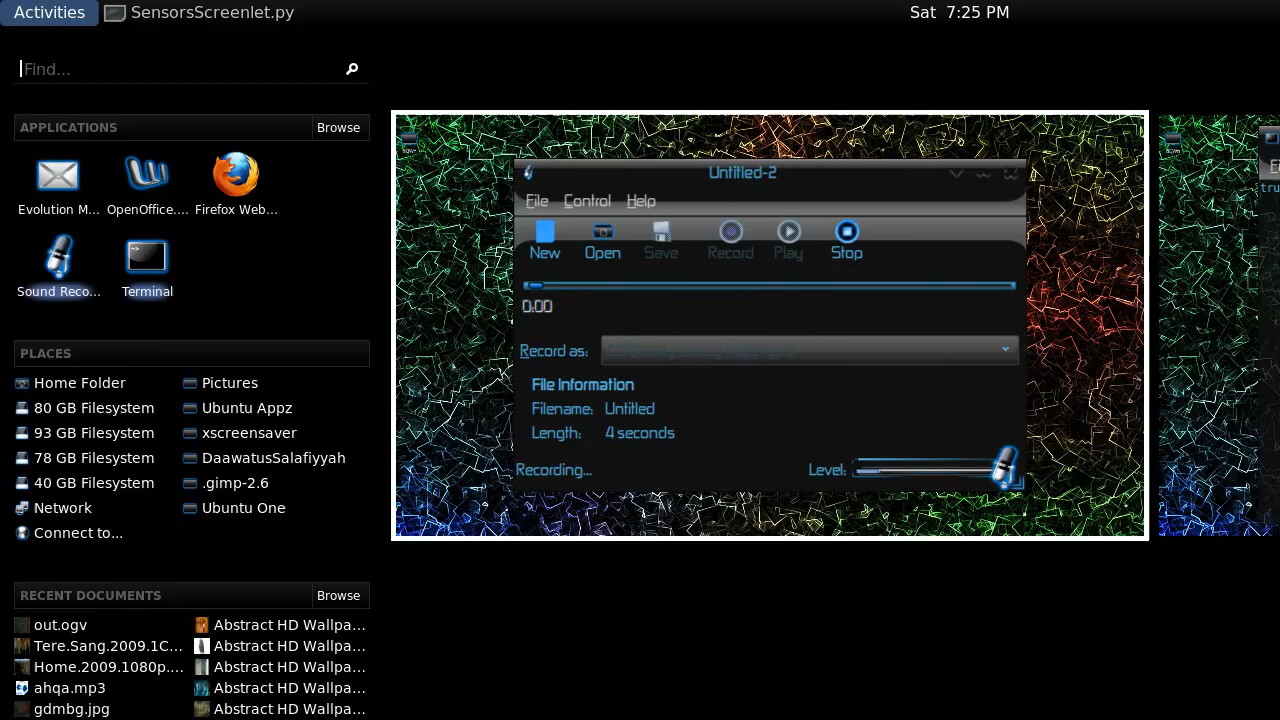 Activities SensorsScreenlet.py Sat 7:25 PM
Find...
APPLICATIONS Browse
Evolution M... OpenOffice.... Firefox Web...
Sound Reco... Terminal
PLACES
Home Folder Pictures
80 GB Filesystem Ubuntu Appz
93 GB Filesystem xscreensaver
78 GB Filesystem DaawatusSalafiyyah
40 GB Filesystem .gimp-2.6
Network Ubuntu One
Connect to...
RECENT DOCUMENTS Browse
out.ogv Abstract HD Wallpa...
Tere.Sang.2009.1C... Abstract HD Wallpa...
Home.2009.1080p.... Abstract HD Wallpa...
ahqa.mp3 Abstract HD Wallpa...
gdmbg.jpg Abstract HD Wallpa...
Untitled-2
File Control Help
New Open Save Record Play Stop
0:00
Record as:
File Information
Filename: Untitled
Length: 4 seconds
Recording... Level: